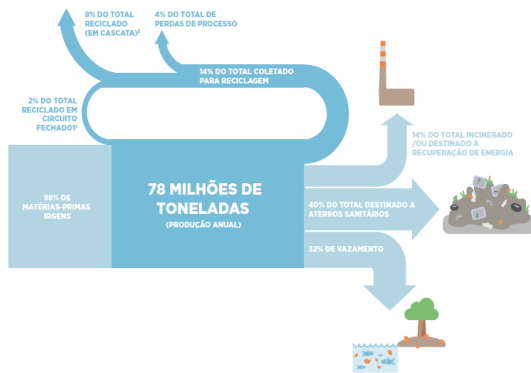 8% DO TOTAL
RECICLADO
(EM CASCATA)²
4% DO TOTAL DE
PERDAS DE PROCESSO
14% DO TOTAL COLETADO
PARA RECICLAGEM
2% DO TOTAL
RECICLADO EM
CIRCUITO
FECHADO¹
14% DO TOTAL INCINERADO
/OU DESTINADO A
RECUPERAÇÃO DE ENERGIA
98% DE
MATÉRIAS-PRIMAS
IRGENS
78 MILHÕES DE
TONELADAS
(PRODUÇÃO ANUAL)
40% DO TOTAL DESTINADO A
ATERROS SANITÁRIOS
32% DE VAZAMENTO